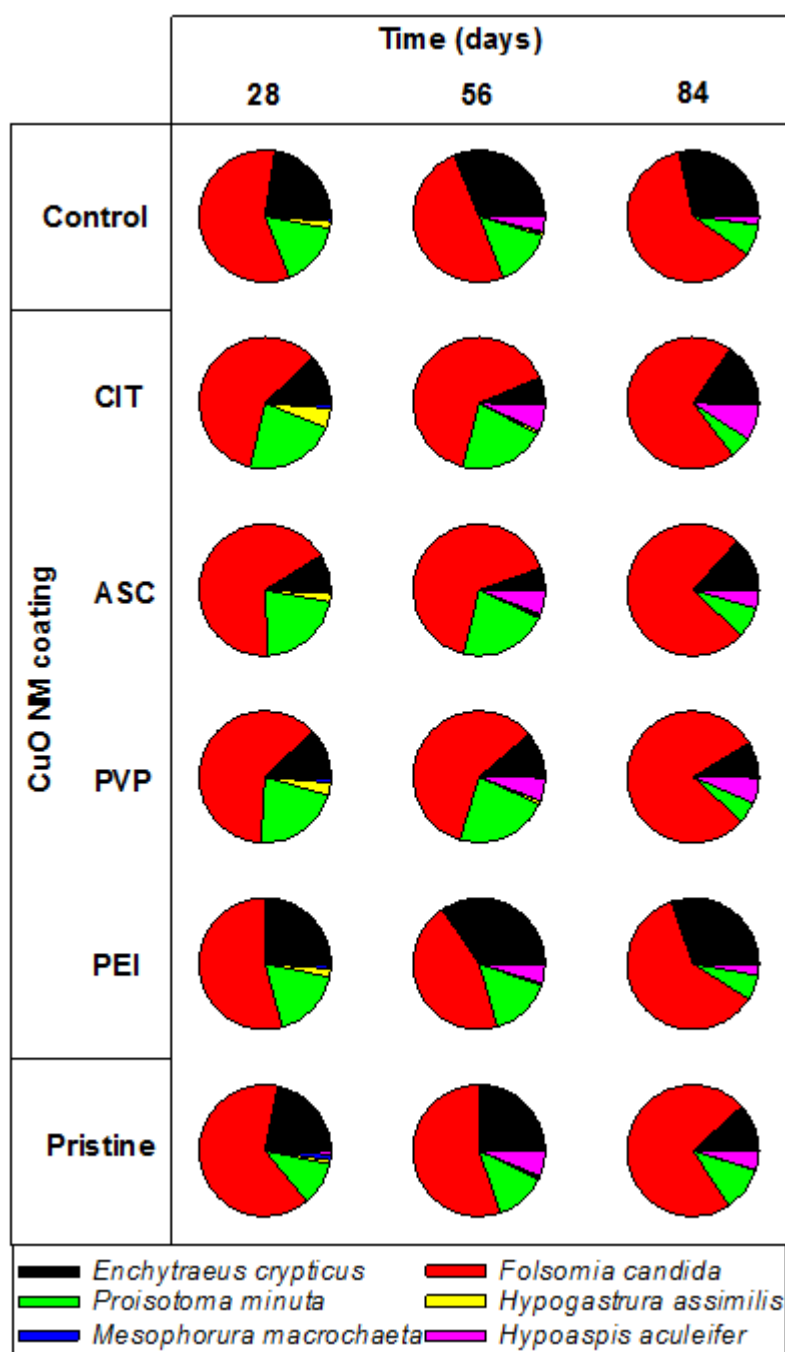 Time (days)
28 56 84
Control
CuO NM coating
CIT
ASC
PVP
PEI
Pristine
Enchytraeus crypticus Folsomia candida
Proisotoma minuta Hypogastrura assimilis
Mesophorura macrochaeta Hypoaspis aculeifer